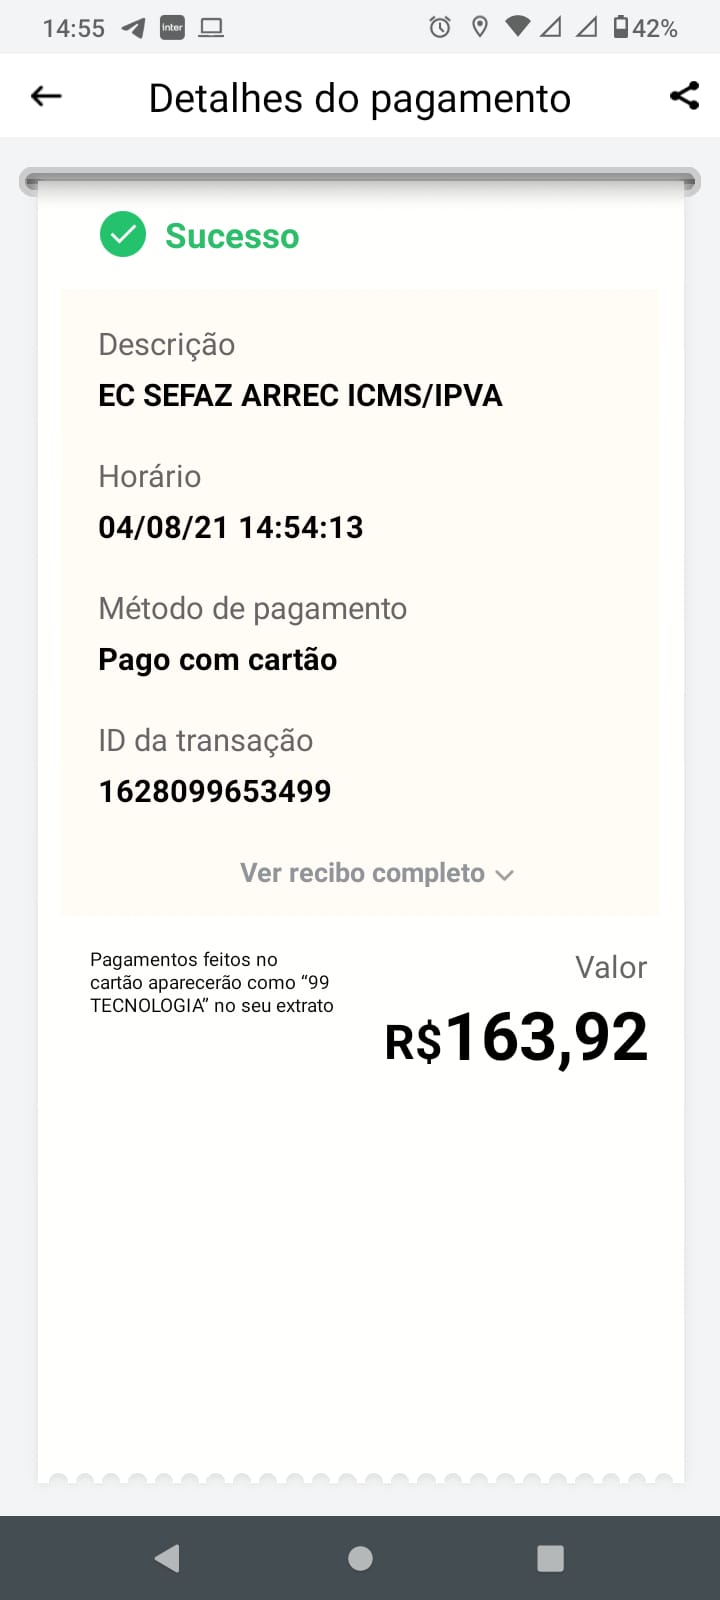 14:55 inter 42%
Detalhes do pagamento
Sucesso
Descrição
EC SEFAZ ARREC ICMS/IPVA
Horário
04/08/21 14:54:13
Método de pagamento
Pago com cartão
ID da transação
1628099653499
Ver recibo completo
Pagamentos feitos no
cartão aparecerão como “99
TECNOLOGIA” no seu extrato
Valor
R$163,92